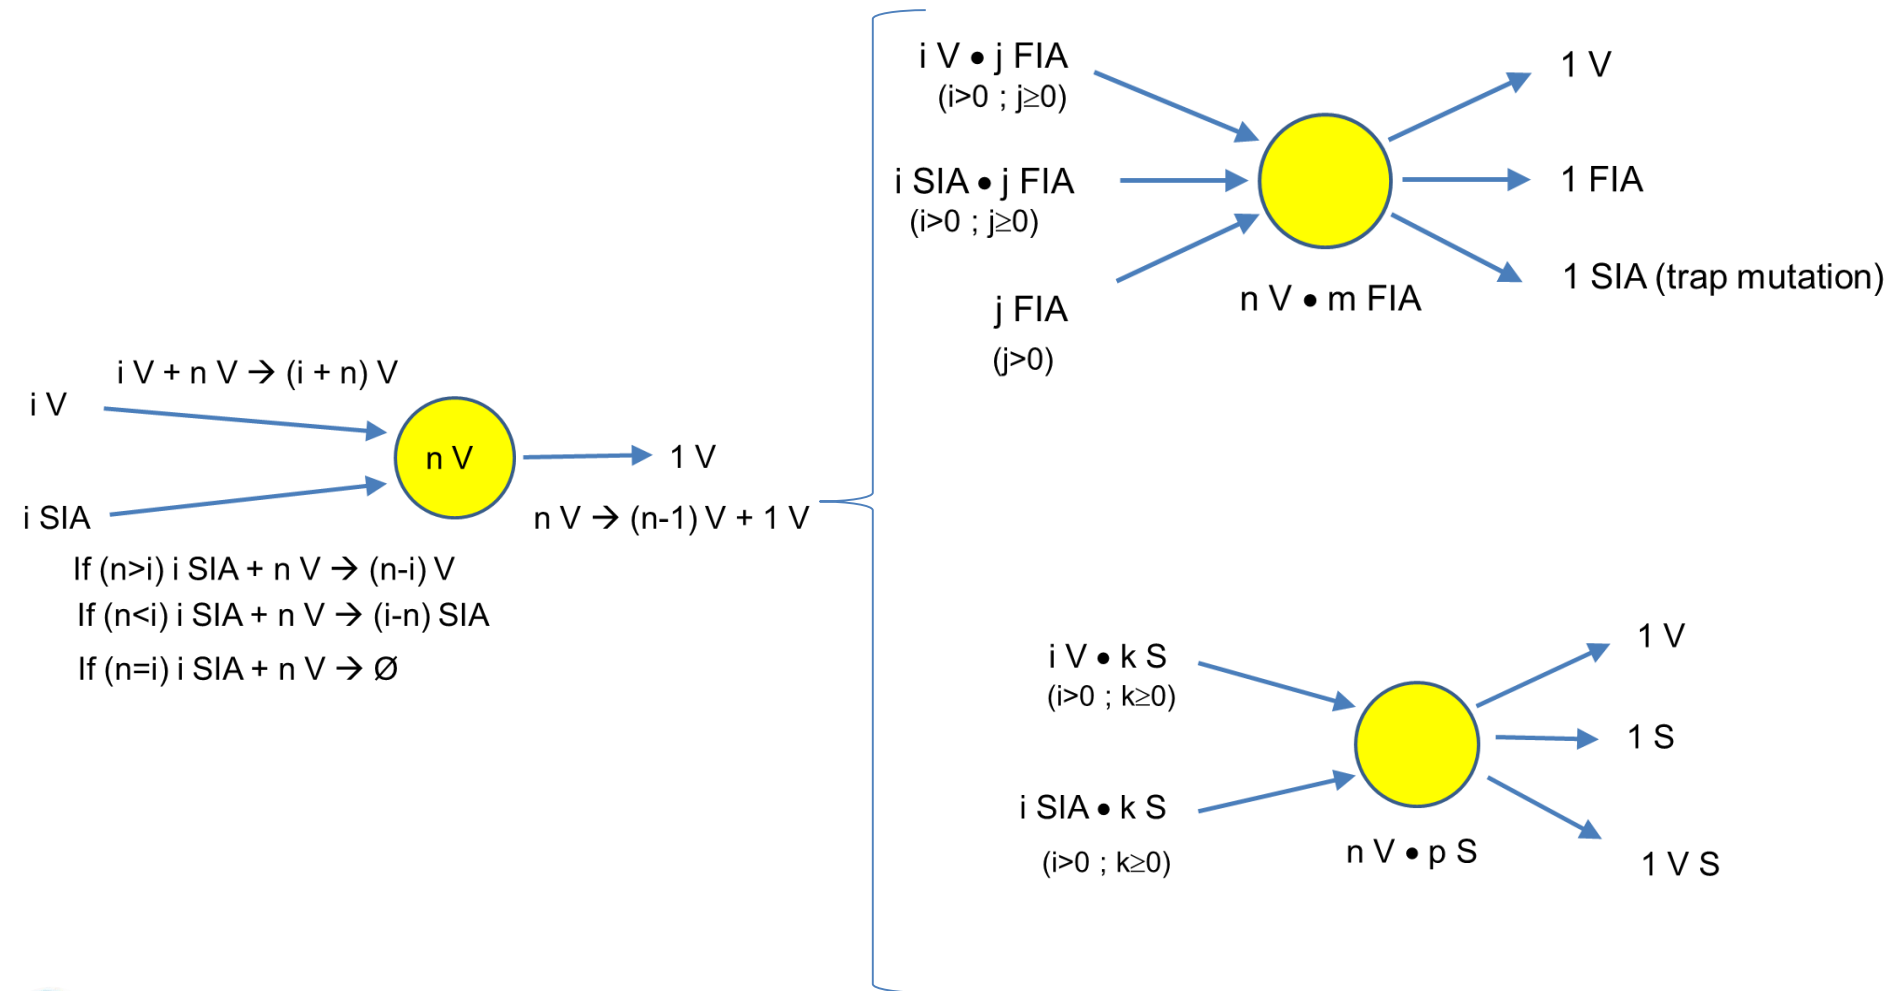 i V + n V → (i + n) V
i V
n V
1 V
i SIA
n V → (n-1) V + 1 V
If (n>i) i SIA + n V → (n-i) V
If (n<i) i SIA + n V → (i-n) SIA
If (n=i) i SIA + n V → Ø
i V • j FIA
(i>0 ; j≥0)
i SIA • j FIA
(i>0 ; j≥0)
j FIA
(j>0)
n V • m FIA
1 V
1 FIA
1 SIA (trap mutation)
i V • k S
(i>0 ; k≥0)
i SIA • k S
(i>0 ; k≥0)
n V • p S
1 V
1 S
1 V S